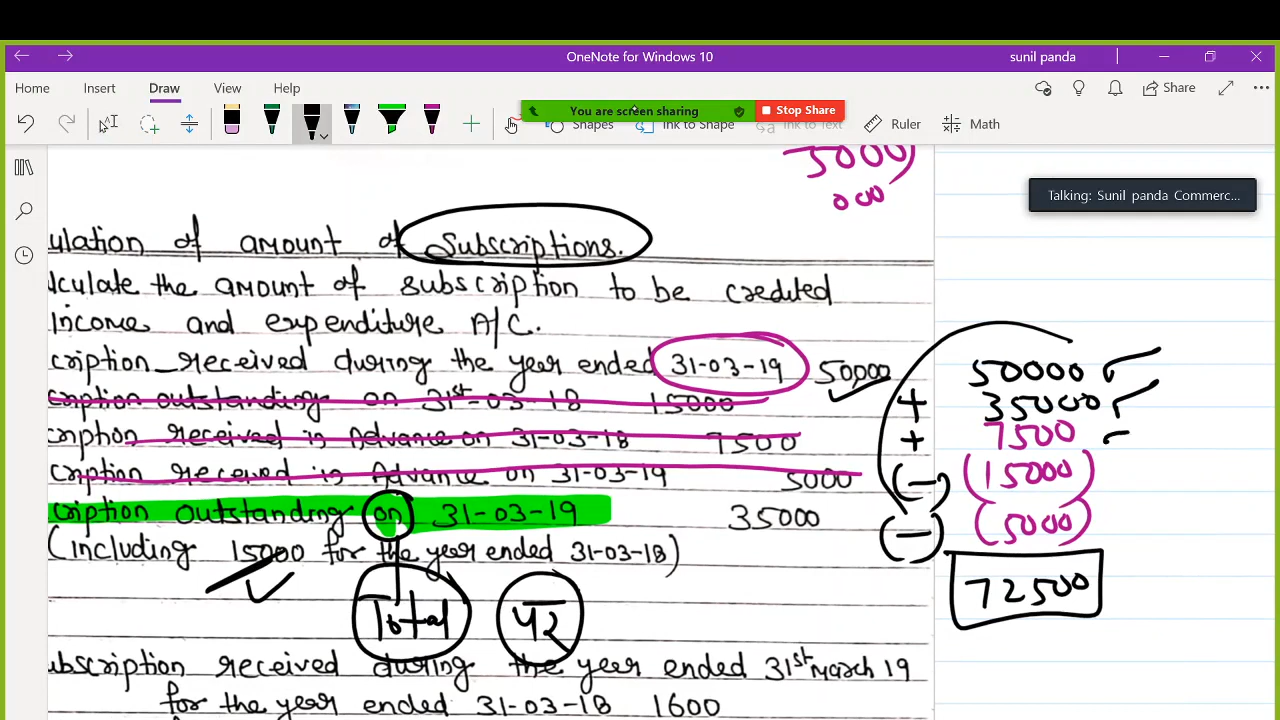 OneNote for Windows 10
sunil panda
Home Insert Draw View Help
You are screen sharing
Stop Share
Share
Shapes Ink to Shape Ink to Text Ruler Math
Talking: Sunil panda Commerc...
5000)
000
ulation of amount of Subscriptions.
lculate the amount of subscription to be credited
Income and expenditure A/C.
cription received during the year ended 31-03-19 50000
cription outstanding on 31st-03-18 15000
cription received is Advance on 31-03-18 7500
cription received is Advance on 31-03-19 5000
cription outstanding on 31-03-19 35000
(including 15000 for the year ended 31-03-18)
Total
50000
+ 35000
+ 7500
(-) (15000)
(-) (5000)
72500
ubscription received during the year ended 31st March 19
for the year ended 31-03-18 1600